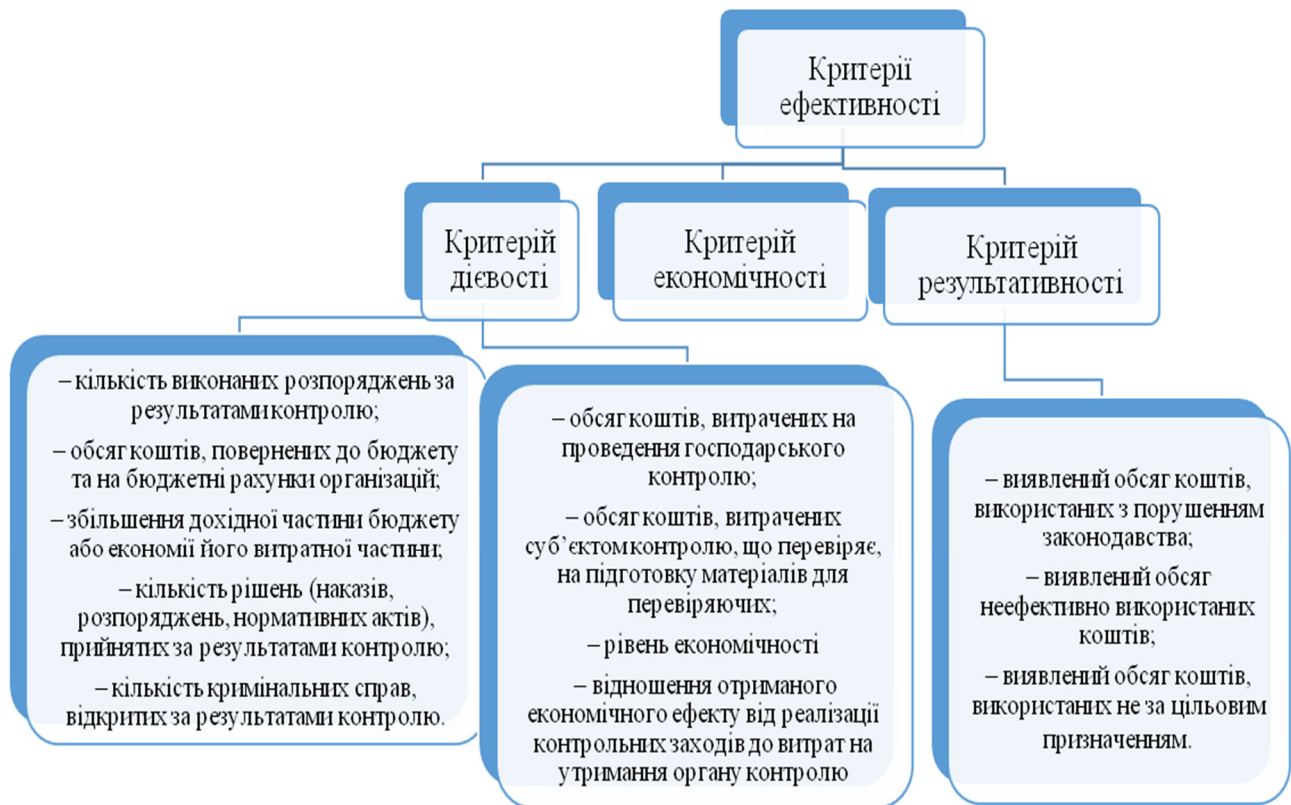 Критерії
ефективності
Критерій
дієвості
Критерій
економічності
Критерій
результативності
– кількість виконаних розпоряджень за
результатами контролю;
– обсяг коштів, повернених до бюджету
та на бюджетні рахунки організацій;
– збільшення дохідної частини бюджету
або економії його витратної частини;
– кількість рішень (наказів,
розпоряджень, нормативних актів),
прийнятих за результатами контролю;
– кількість кримінальних справ,
відкритих за результатами контролю.
– обсяг коштів, витрачених на
проведення господарського
контролю;
– обсяг коштів, витрачених
суб’єктом контролю, що перевіряє,
на підготовку матеріалів для
перевіряючих;
– рівень економічності
– відношення отриманого
економічного ефекту від реалізації
контрольних заходів до витрат на
утримання органу контролю
– виявлений обсяг коштів,
використаних з порушенням
законодавства;
– виявлений обсяг
неефективно використаних
коштів;
– виявлений обсяг коштів,
використаних не за цільовим
призначенням.